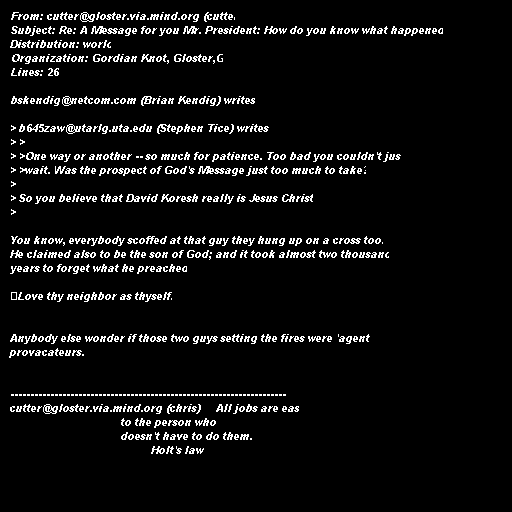 From: cutter@gloster.via.mind.org (cutte
Subject: Re: A Message for you Mr. President: How do you know what happened
Distribution: world
Organization: Gordian Knot, Gloster,G
Lines: 26

bskendig@netcom.com (Brian Kendig) writes

> b645zaw@utarlg.uta.edu (Stephen Tice) writes
> >
> >One way or another -- so much for patience. Too bad you couldn't jus
> >wait. Was the prospect of God's Message just too much to take?
>
> So you believe that David Koresh really is Jesus Christ
>

You know, everybody scoffed at that guy they hung up on a cross too.
He claimed also to be the son of God; and it took almost two thousand
years to forget what he preached

Love thy neighbor as thyself.

Anybody else wonder if those two guys setting the fires were 'agent
provacateurs.

---------------------------------------------------------------------
cutter@gloster.via.mind.org (chris) All jobs are eas
to the person who
doesn't have to do them.
Holt's law